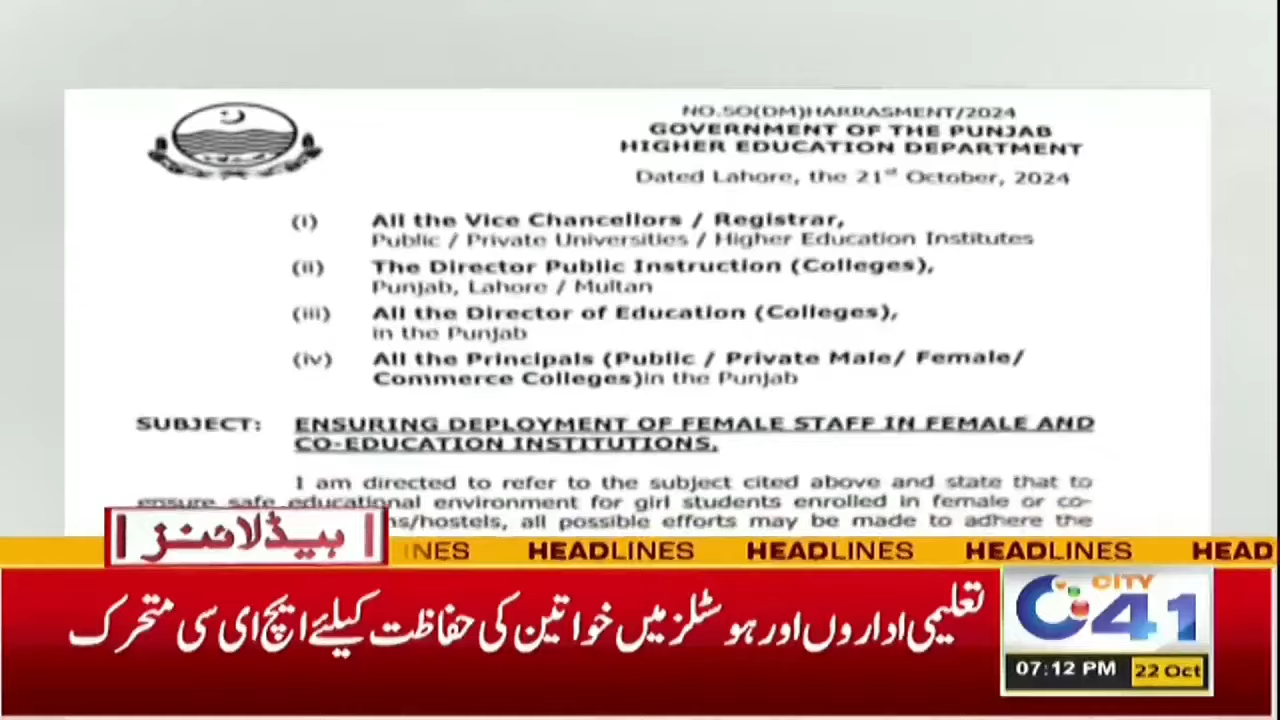 NO.SO(DM)HARRASMENT/2024
GOVERNMENT OF THE PUNJAB
HIGHER EDUCATION DEPARTMENT
Dated Lahore, the 21st October, 2024
(i) All the Vice Chancellors / Registrar,
Public / Private Universities / Higher Education Institutes
(ii) The Director Public Instruction (Colleges),
Punjab, Lahore / Multan
(iii) All the Director of Education (Colleges),
in the Punjab
(iv) All the Principals (Public / Private Male/ Female/
Commerce Colleges)in the Punjab
SUBJECT: ENSURING DEPLOYMENT OF FEMALE STAFF IN FEMALE AND
CO-EDUCATION INSTITUTIONS.
I am directed to refer to the subject cited above and state that to
ensure safe educational environment for girl students enrolled in female or co-
ns/hostels, all possible efforts may be made to adhere the
ہیڈلائنز
INES HEADLINES HEADLINES HEADLINES HEAD
تعلیمی اداروں اور ہوسٹلز میں خواتین کی حفاظت کیلئے ایچ ای سی متحرک
CITY
41
07:12 PM 22 Oct